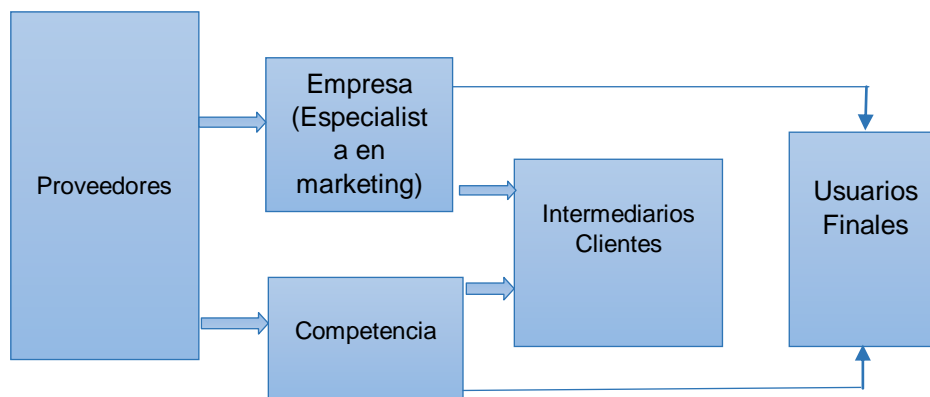 Proveedores
Empresa
(Especialist
a en
marketing)
Competencia
Intermediarios
Clientes
Usuarios
Finales